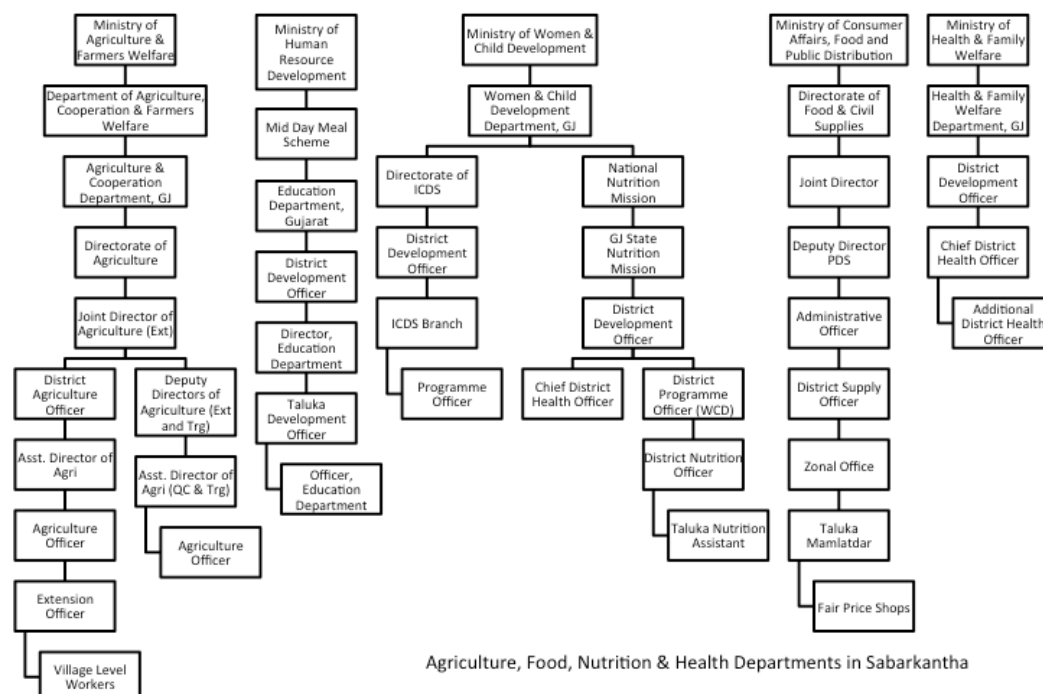 Ministry of
Agriculture &
Farmers Welfare
Department of Agriculture,
Cooperation & Farmers
Welfare
Agriculture &
Cooperation
Department, GJ
Directorate of
Agriculture
Joint Director of
Agriculture (Ext)
District
Agriculture
Officer
Asst. Director of
Agri
Agriculture
Officer
Extension
Officer
Village Level
Workers
Deputy
Directors of
Agriculture (Ext
and Trg)
Asst. Director of
Agri (QC & Trg)
Agriculture
Officer
Ministry of
Human
Resource
Development
Mid Day Meal
Scheme
Education
Department,
Gujarat
District
Development
Officer
Director,
Education
Department
Taluka
Development
Officer
Officer,
Education
Department
Ministry of Women &
Child Development
Women & Child
Development
Department, GJ
Directorate of
ICDS
District
Development
Officer
ICDS Branch
Programme
Officer
National
Nutrition
Mission
GJ State
Nutrition
Mission
District
Development
Officer
Chief District
Health Officer
District
Programme
Officer (WCD)
District Nutrition
Officer
Taluka Nutrition
Assistant
Ministry of Consumer
Affairs, Food and
Public Distribution
Directorate of
Food & Civil
Supplies
Joint Director
Deputy Director
PDS
Administrative
Officer
District Supply
Officer
Zonal Office
Taluka
Mamlatdar
Fair Price Shops
Ministry of
Health & Family
Welfare
Health & Family
Welfare
Department, GJ
District
Development
Officer
Chief District
Health Officer
Additional
District Health
Officer
Agriculture, Food, Nutrition & Health Departments in Sabarkantha